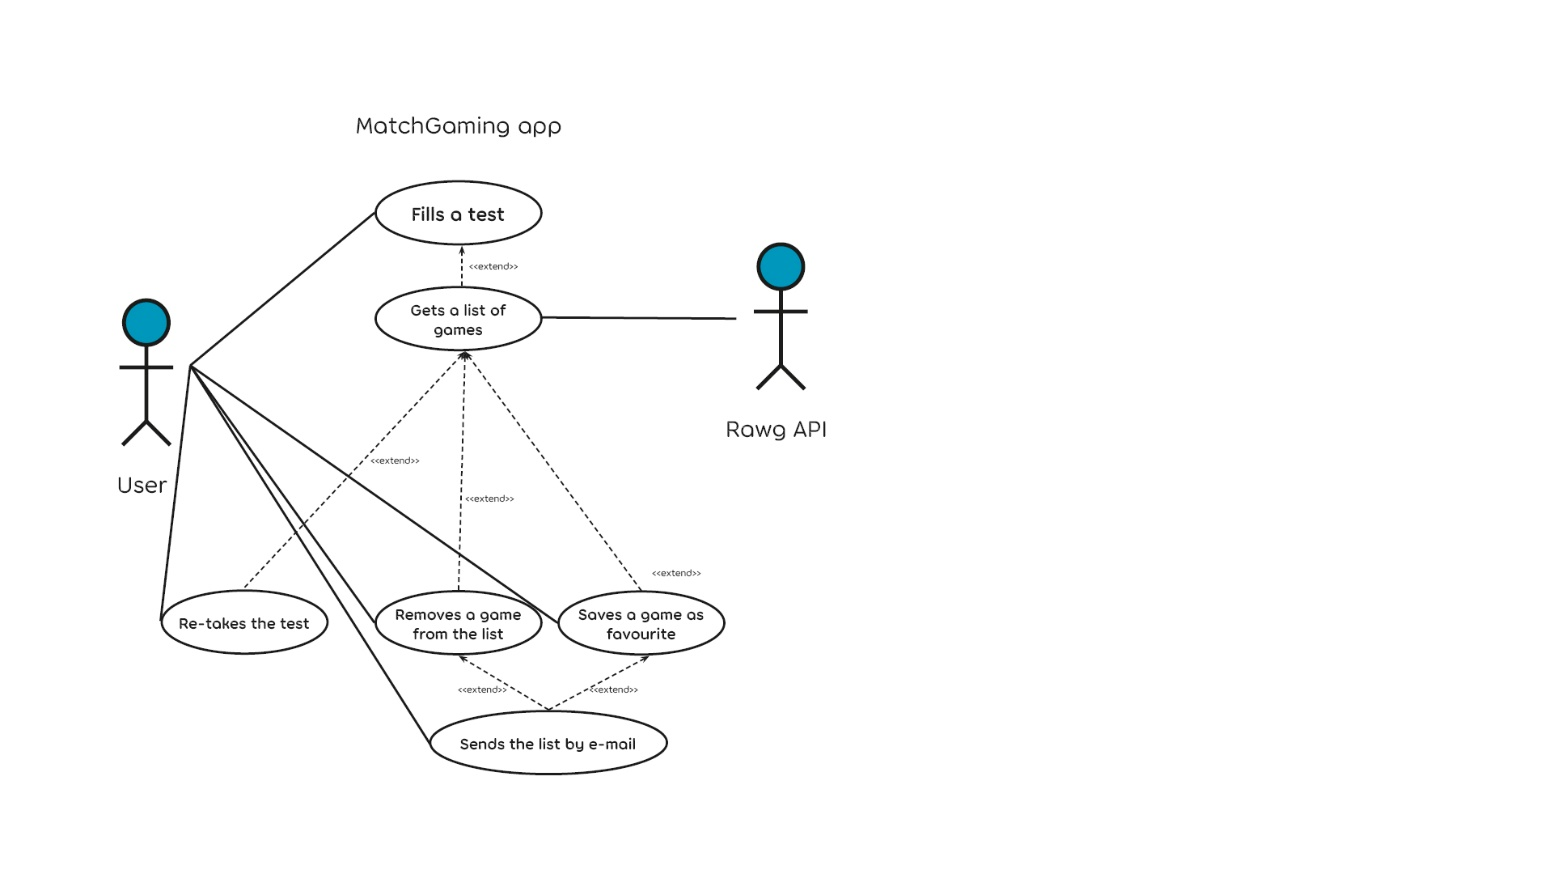 MatchGaming app
Fills a test
<<extend>>
Gets a list of
games
Rawg API
User
<<extend>>
<<extend>>
<<extend>>
Re-takes the test
Removes a game
from the list
Saves a game as
favourite
<<extend>>
<<extend>>
Sends the list by e-mail